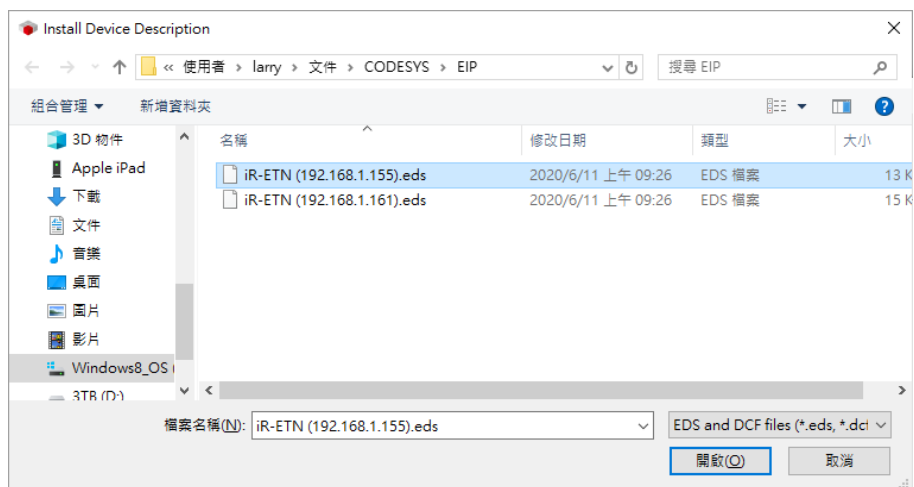 Install Device Description
« 使用者 › larry › 文件 › CODESYS › EIP
搜尋 EIP
組合管理
新增資料夾
3D 物件
Apple iPad
下載
文件
音樂
桌面
圖片
影片
Windows8_OS (
3TB (D:)
名稱 修改日期 類型 大小
iR-ETN (192.168.1.155).eds 2020/6/11 上午 09:26 EDS 檔案 13 K
iR-ETN (192.168.1.161).eds 2020/6/11 上午 09:26 EDS 檔案 15 K
檔案名稱(N): iR-ETN (192.168.1.155).eds
EDS and DCF files (*.eds, *.dcf
開啟(O) 取消